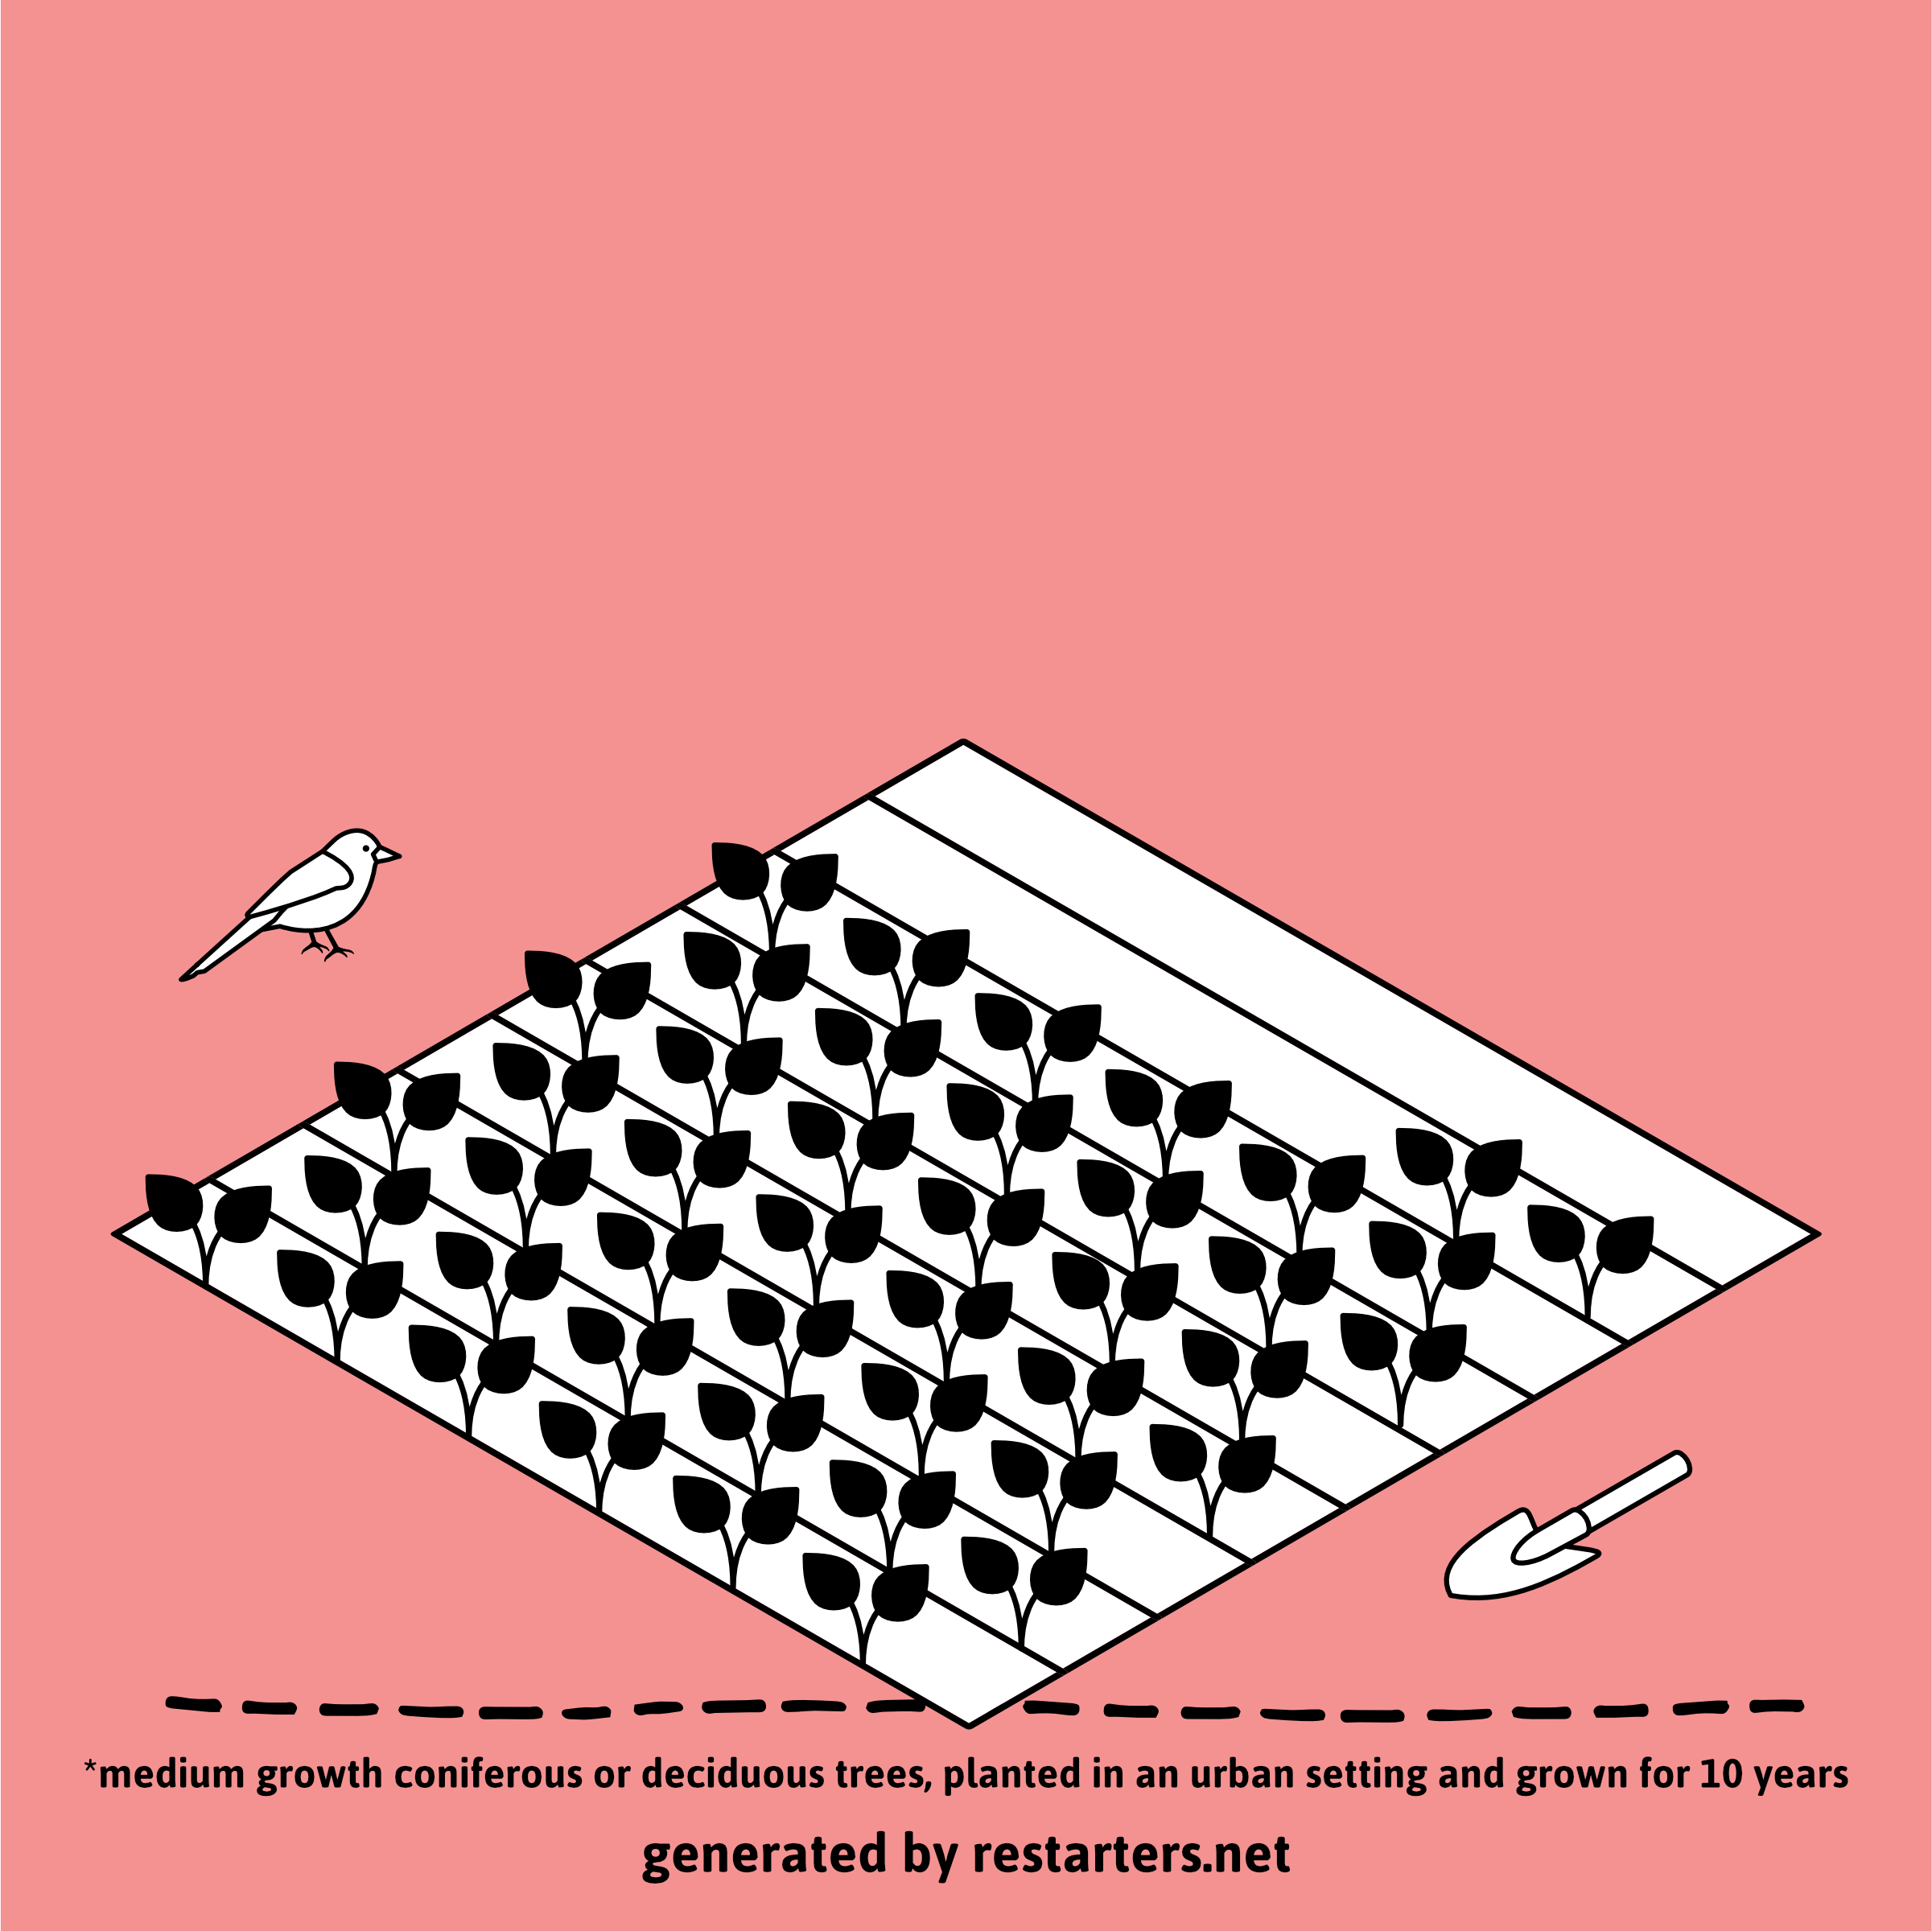 *medium growth coniferous or deciduous trees, planted in an urban setting and grown for 10 years
generated by restarters.net